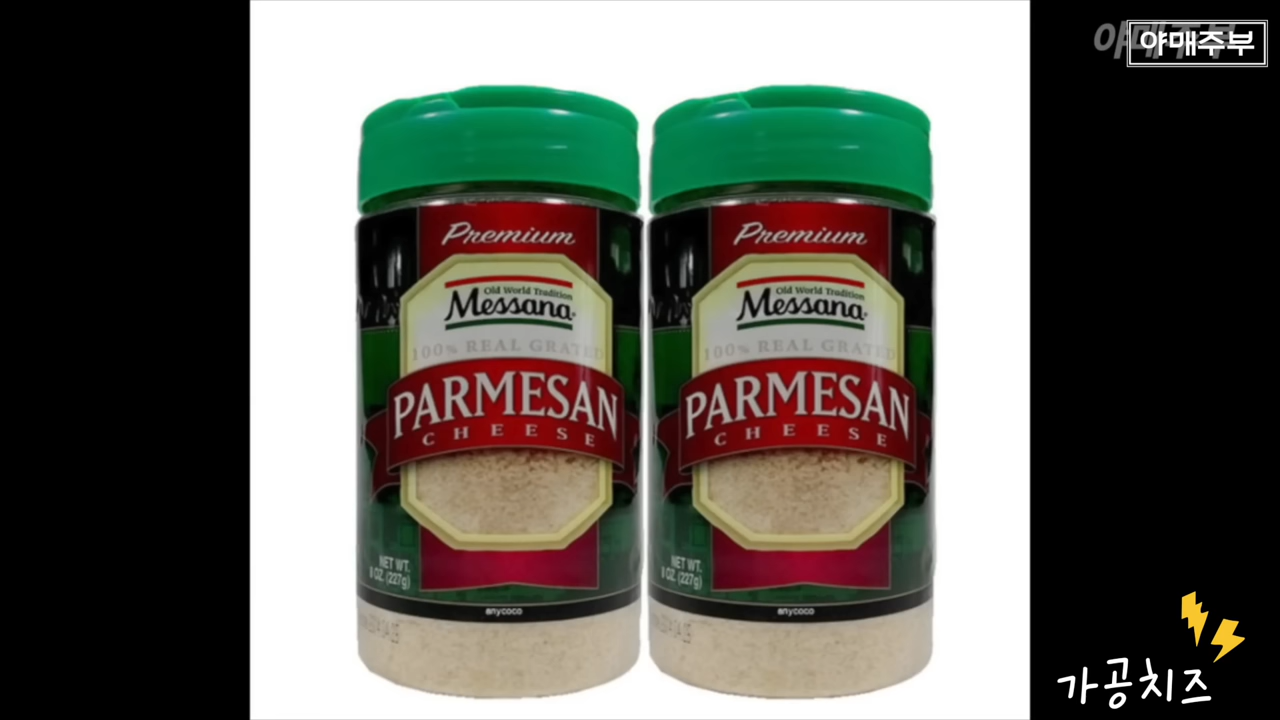 야매주부
Premium
Old World Tradition
Messana
100% REAL GRATED
PARMESAN
CHEESE
NET WT.
8 OZ. (227g)
anycoco
Premium
Old World Tradition
Messana
100% REAL GRATED
PARMESAN
CHEESE
NET WT.
8 OZ. (227g)
anycoco
가공치즈